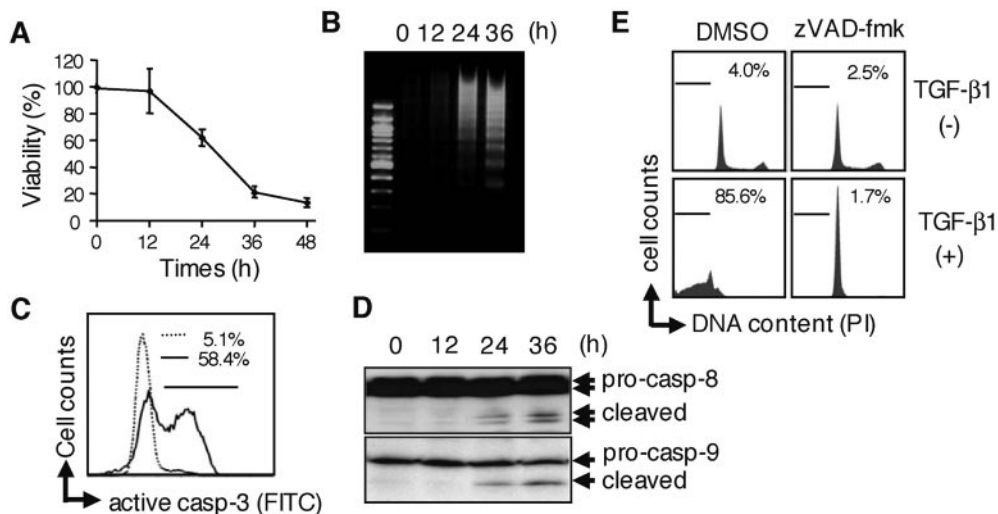 A
Viability (%)
120
100
80
60
40
20
0
0 12 24 36 48
Times (h)
B
0 12 24 36 (h)
C
Cell counts
5.1%
58.4%
active casp-3 (FITC)
D
0 12 24 36 (h)
pro-casp-8
cleaved
pro-casp-9
cleaved
E
DMSO zVAD-fmk
4.0% 2.5%
TGF-β1
(-)
85.6% 1.7%
TGF-β1
(+)
cell counts
DNA content (PI)